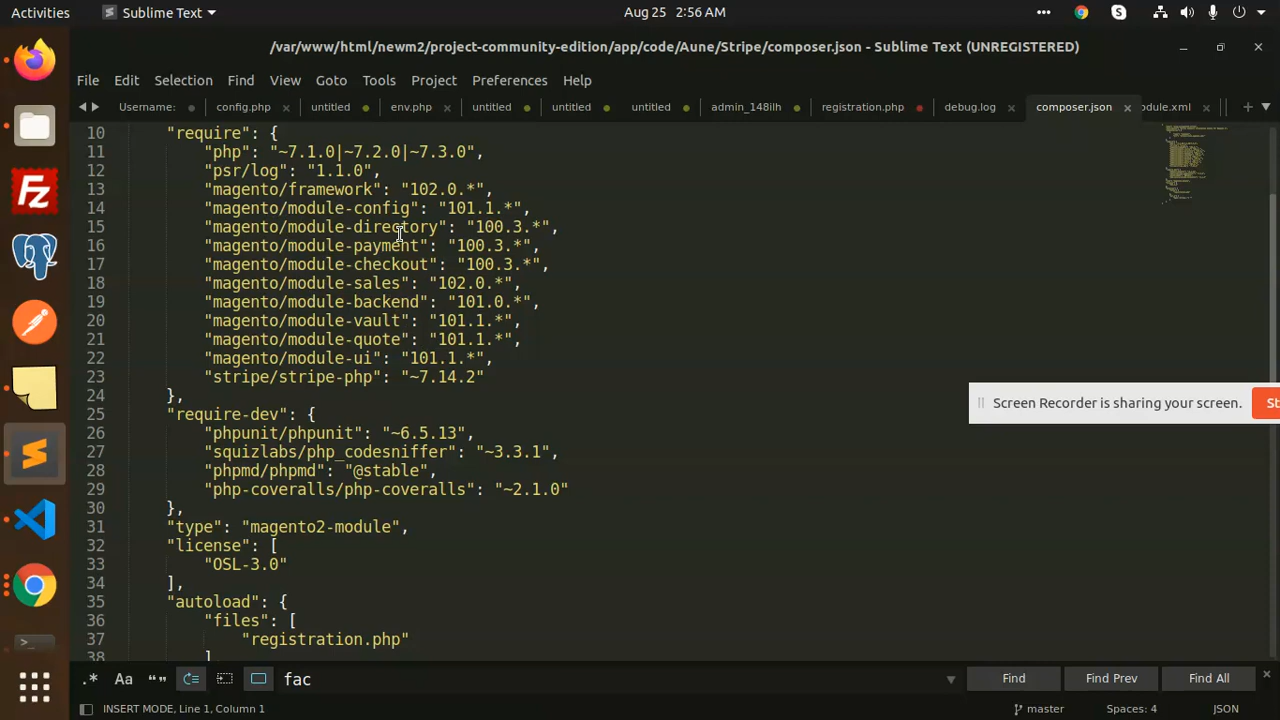 Activities
Sublime Text
Aug 25 2:56 AM
/var/www/html/newm2/project-community-edition/app/code/Aune/Stripe/composer.json - Sublime Text (UNREGISTERED)
File Edit Selection Find View Goto Tools Project Preferences Help
Username: config.php untitled env.php untitled untitled untitled admin_148ilh registration.php debug.log composer.json odule.xml
10 "require": {
11 "php": "~7.1.0|~7.2.0|~7.3.0",
12 "psr/log": "1.1.0",
13 "magento/framework": "102.0.*",
14 "magento/module-config": "101.1.*",
15 "magento/module-directory": "100.3.*",
16 "magento/module-payment": "100.3.*",
17 "magento/module-checkout": "100.3.*",
18 "magento/module-sales": "102.0.*",
19 "magento/module-backend": "101.0.*",
20 "magento/module-vault": "101.1.*",
21 "magento/module-quote": "101.1.*",
22 "magento/module-ui": "101.1.*",
23 "stripe/stripe-php": "~7.14.2"
24 },
25 "require-dev": {
26 "phpunit/phpunit": "~6.5.13",
27 "squizlabs/php_codesniffer": "~3.3.1",
28 "phpmd/phpmd": "@stable",
29 "php-coveralls/php-coveralls": "~2.1.0"
30 },
31 "type": "magento2-module",
32 "license": [
33 "OSL-3.0"
34 ],
35 "autoload": {
36 "files": [
37 "registration.php"
38 ]
Screen Recorder is sharing your screen.
St
.* Aa “” fac Find Find Prev Find All
INSERT MODE, Line 1, Column 1 master Spaces: 4 JSON